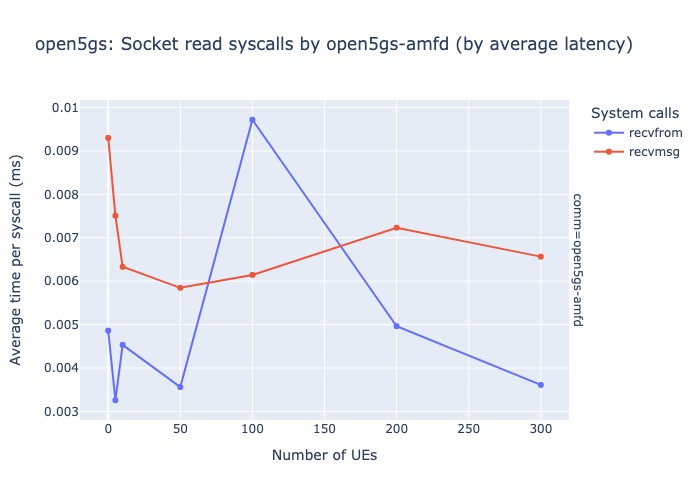 open5gs: Socket read syscalls by open5gs-amfd (by average latency)
System calls
recvfrom
recvmsg
Average time per syscall (ms)
0.01
0.009
0.008
0.007
0.006
0.005
0.004
0.003
comm=open5gs-amfd
0 50 100 150 200 250 300
Number of UEs